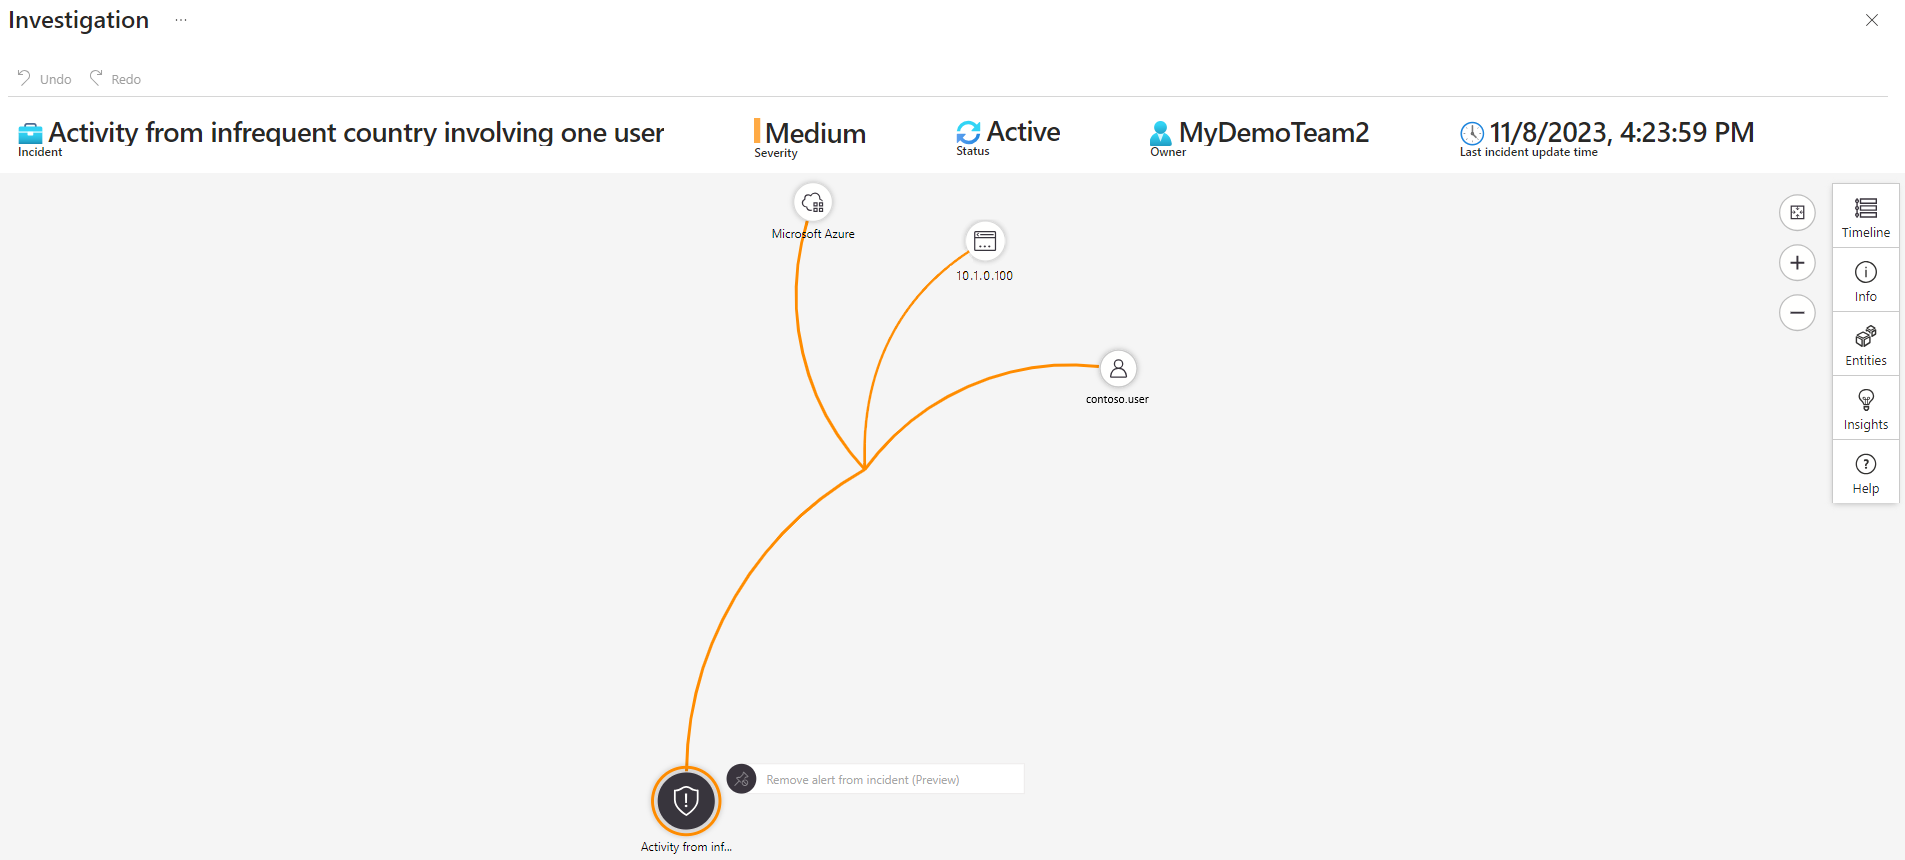 Investigation ...
Undo Redo
Activity from infrequent country involving one user
Incident
Medium
Severity
Active
Status
MyDemoTeam2
Owner
11/8/2023, 4:23:59 PM
Last incident update time
Microsoft Azure
10.1.0.100
contoso.user
Timeline
Info
Entities
Insights
Help
Remove alert from incident (Preview)
Activity from inf...